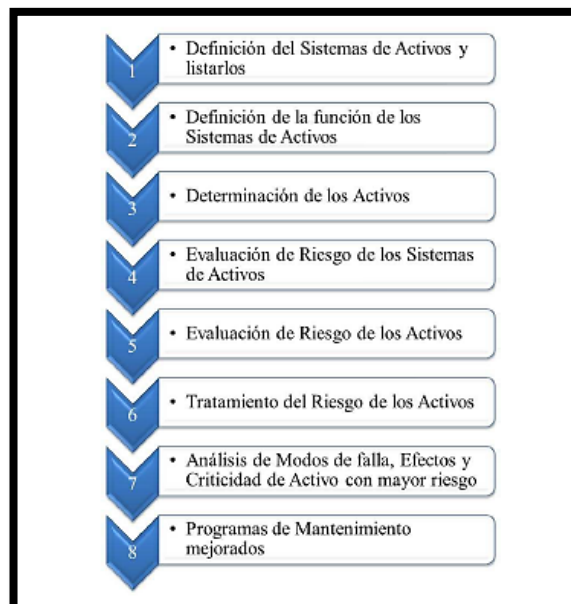 1
• Definición del Sistemas de Activos y
listarlos
2
• Definición de la función de los
Sistemas de Activos
3
• Determinación de los Activos
4
• Evaluación de Riesgo de los Sistemas
de Activos
5
• Evaluación de Riesgo de los Activos
6
• Tratamiento del Riesgo de los Activos
7
• Análisis de Modos de falla, Efectos y
Criticidad de Activo con mayor riesgo
8
• Programas de Mantenimiento
mejorados